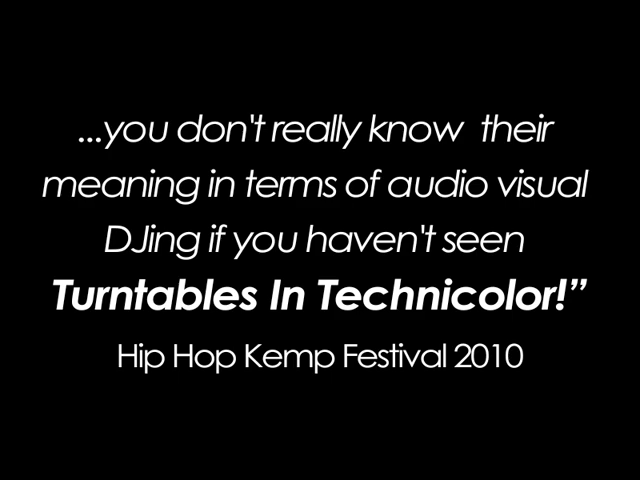 ...you don't really know  their
meaning in terms of audio visual
DJing if you haven't seen
Turntables In Technicolor!”
Hip Hop Kemp Festival 2010